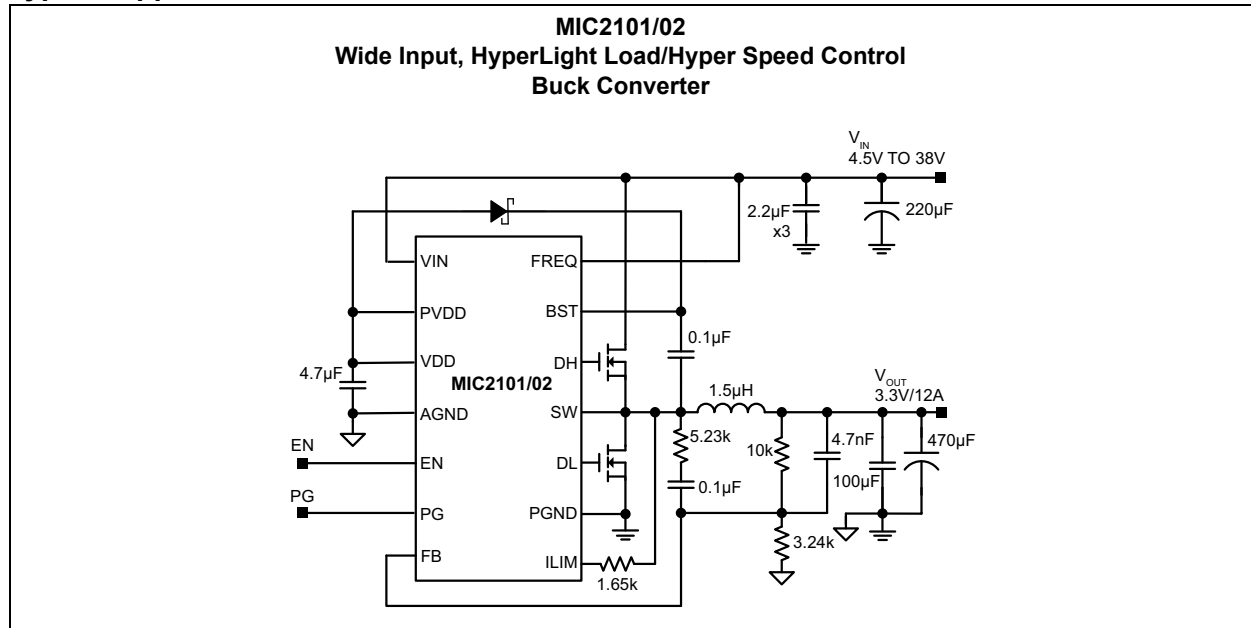 MIC2101/02
Wide Input, HyperLight Load/Hyper Speed Control
Buck Converter
V_IN
4.5V TO 38V
2.2µF
x3
220µF
VIN
FREQ
PVDD
BST
0.1µF
VDD
DH
4.7µF
MIC2101/02
1.5µH
V_OUT
3.3V/12A
AGND
SW
5.23k
10k
4.7nF
470µF
EN
EN
DL
0.1µF
100µF
PG
PG
PGND
3.24k
FB
ILIM
1.65k